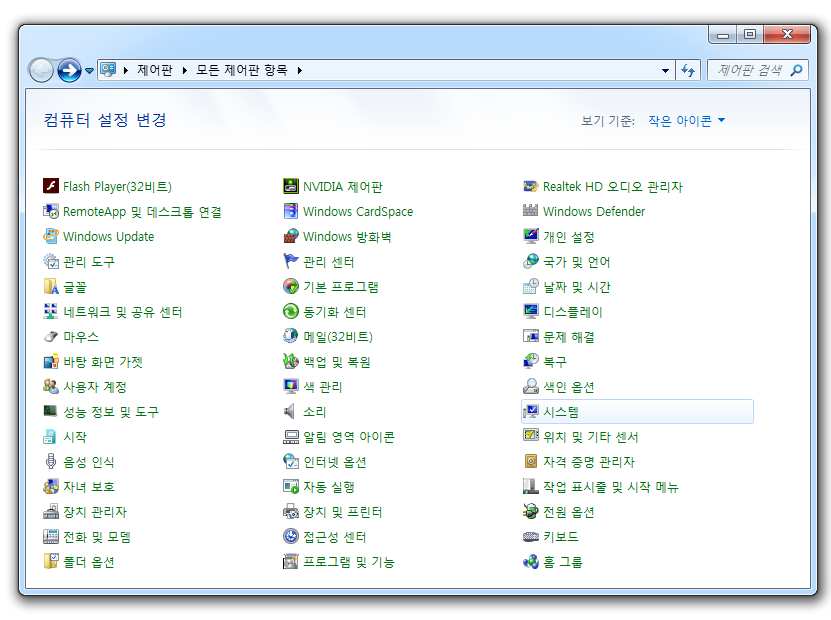 제어판 모든 제어판 항목 제어판 검색
컴퓨터 설정 변경 보기 기준: 작은 아이콘
Flash Player(32비트) NVIDIA 제어판 Realtek HD 오디오 관리자
RemoteApp 및 데스크톱 연결 Windows CardSpace Windows Defender
Windows Update Windows 방화벽 개인 설정
관리 도구 관리 센터 국가 및 언어
글꼴 기본 프로그램 날짜 및 시간
네트워크 및 공유 센터 동기화 센터 디스플레이
마우스 메일(32비트) 문제 해결
바탕 화면 가젯 백업 및 복원 복구
사용자 계정 색 관리 색인 옵션
성능 정보 및 도구 소리 시스템
시작 알림 영역 아이콘 위치 및 기타 센서
음성 인식 인터넷 옵션 자격 증명 관리자
자녀 보호 자동 실행 작업 표시줄 및 시작 메뉴
장치 관리자 장치 및 프린터 전원 옵션
전화 및 모뎀 접근성 센터 키보드
폴더 옵션 프로그램 및 기능 홈 그룹